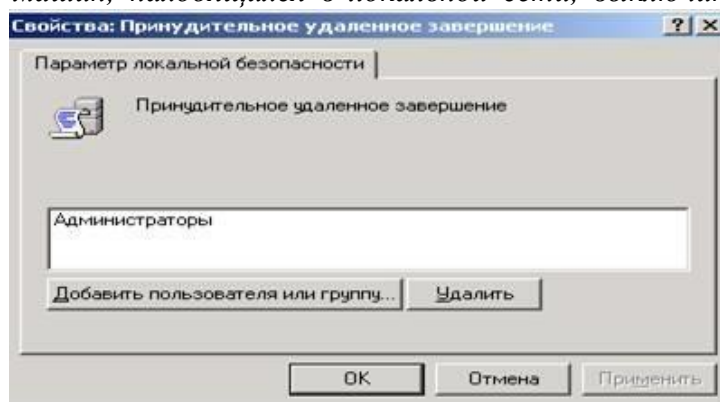 Свойства: Принудительное удаленное завершение
Параметр локальной безопасности
Принудительное удаленное завершение
Администраторы
Добавить пользователя или группу... Удалить
OK Отмена Применить